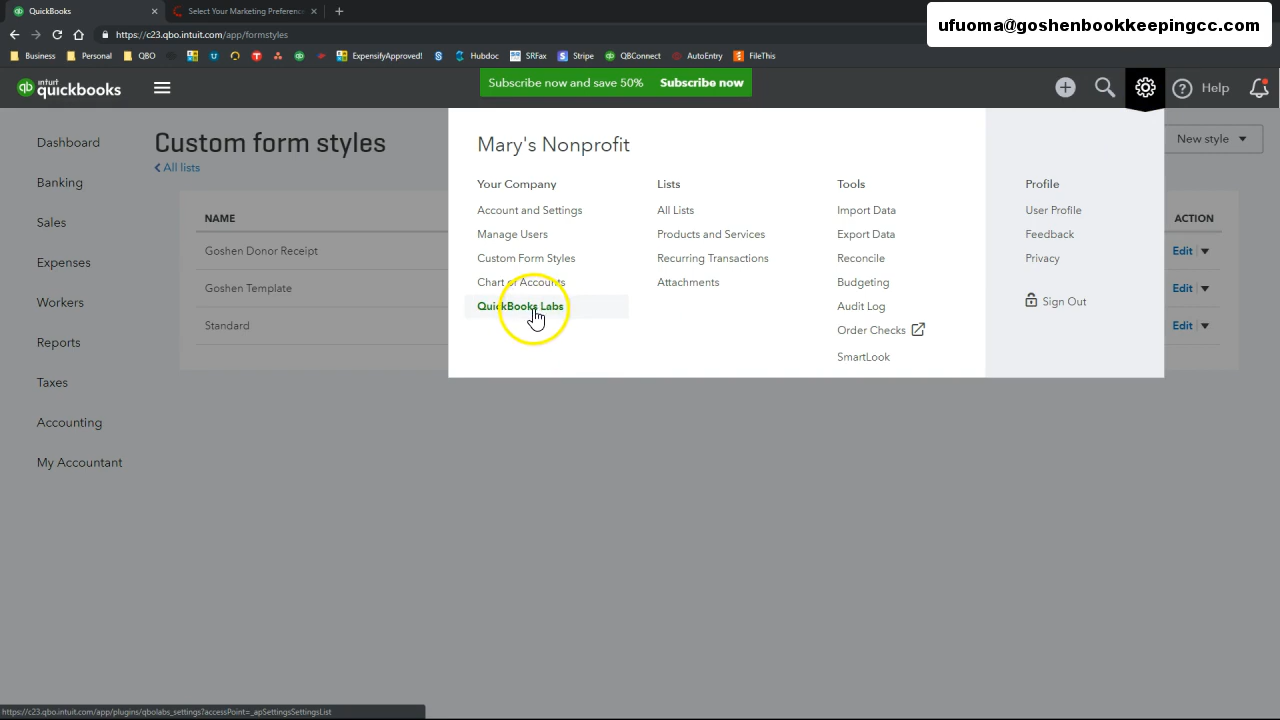 QuickBooks
Select Your Marketing Preferenc
ufuoma@goshenbookkeepingcc.com
https://c23.qbo.intuit.com/app/formstyles
Business
Personal
QBO
ExpensifyApproved!
Hubdoc
SRFax
Stripe
QBConnect
AutoEntry
FileThis
intuit
quickbooks
Subscribe now and save 50% Subscribe now
Help
Custom form styles
All lists
New style
Dashboard
Banking
Sales
Expenses
Workers
Reports
Taxes
Accounting
My Accountant
NAME
ACTION
Goshen Donor Receipt
Edit
Goshen Template
Edit
Standard
Edit
Mary's Nonprofit
Your Company
Account and Settings
Manage Users
Custom Form Styles
Chart of Accounts
QuickBooks Labs
Lists
All Lists
Products and Services
Recurring Transactions
Attachments
Tools
Import Data
Export Data
Reconcile
Budgeting
Audit Log
Order Checks
SmartLook
Profile
User Profile
Feedback
Privacy
Sign Out
https://c23.qbo.intuit.com/app/plugins/qbolabs_settings?accessPoint=_apSettingsSettingsList